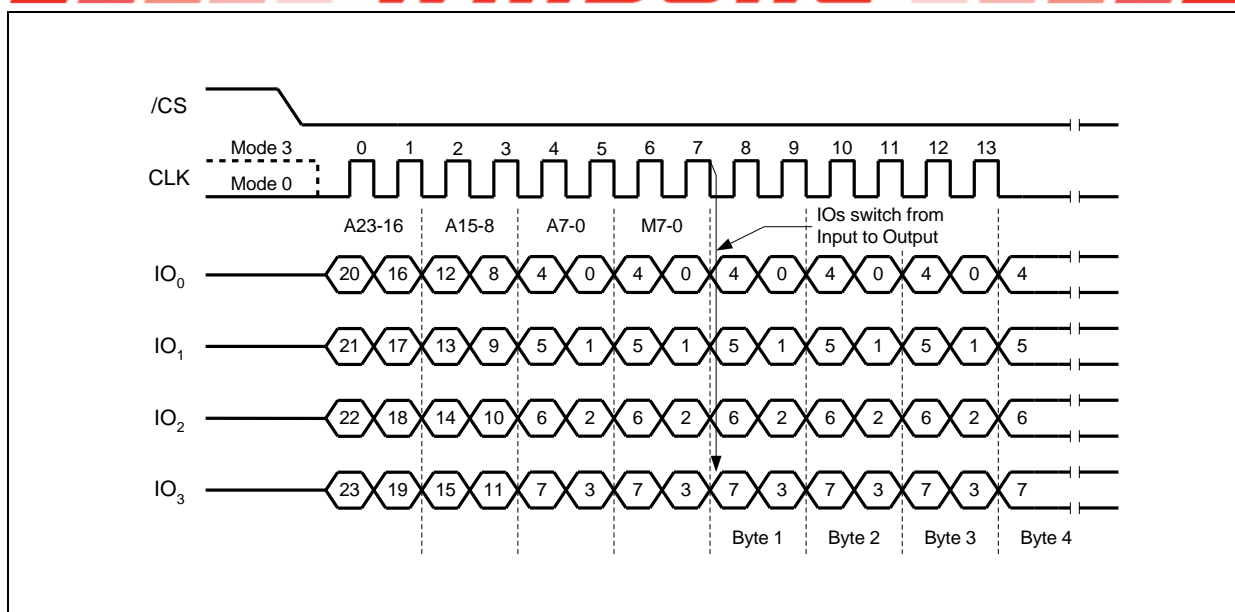 /CS
Mode 3
CLK
Mode 0
0 1 2 3 4 5 6 7 8 9 10 11 12 13
A23-16 A15-8 A7-0 M7-0
IOs switch from
Input to Output
IO0 20 16 12 8 4 0 4 0 4 0 4 0 4 0 4
IO1 21 17 13 9 5 1 5 1 5 1 5 1 5 1 5
IO2 22 18 14 10 6 2 6 2 6 2 6 2 6 2 6
IO3 23 19 15 11 7 3 7 3 7 3 7 3 7 3 7
Byte 1 Byte 2 Byte 3 Byte 4